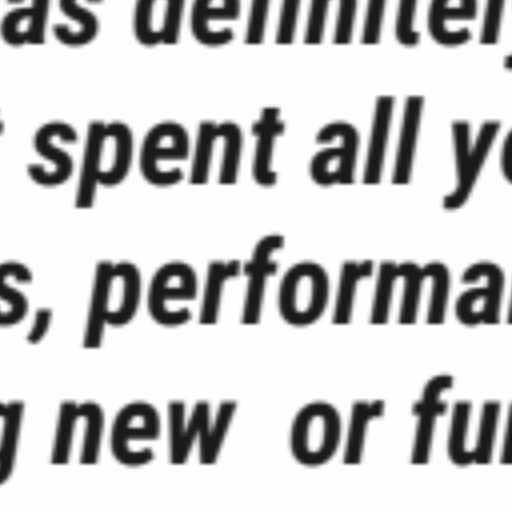 as definitely
spent all
s, performa
g new or fu